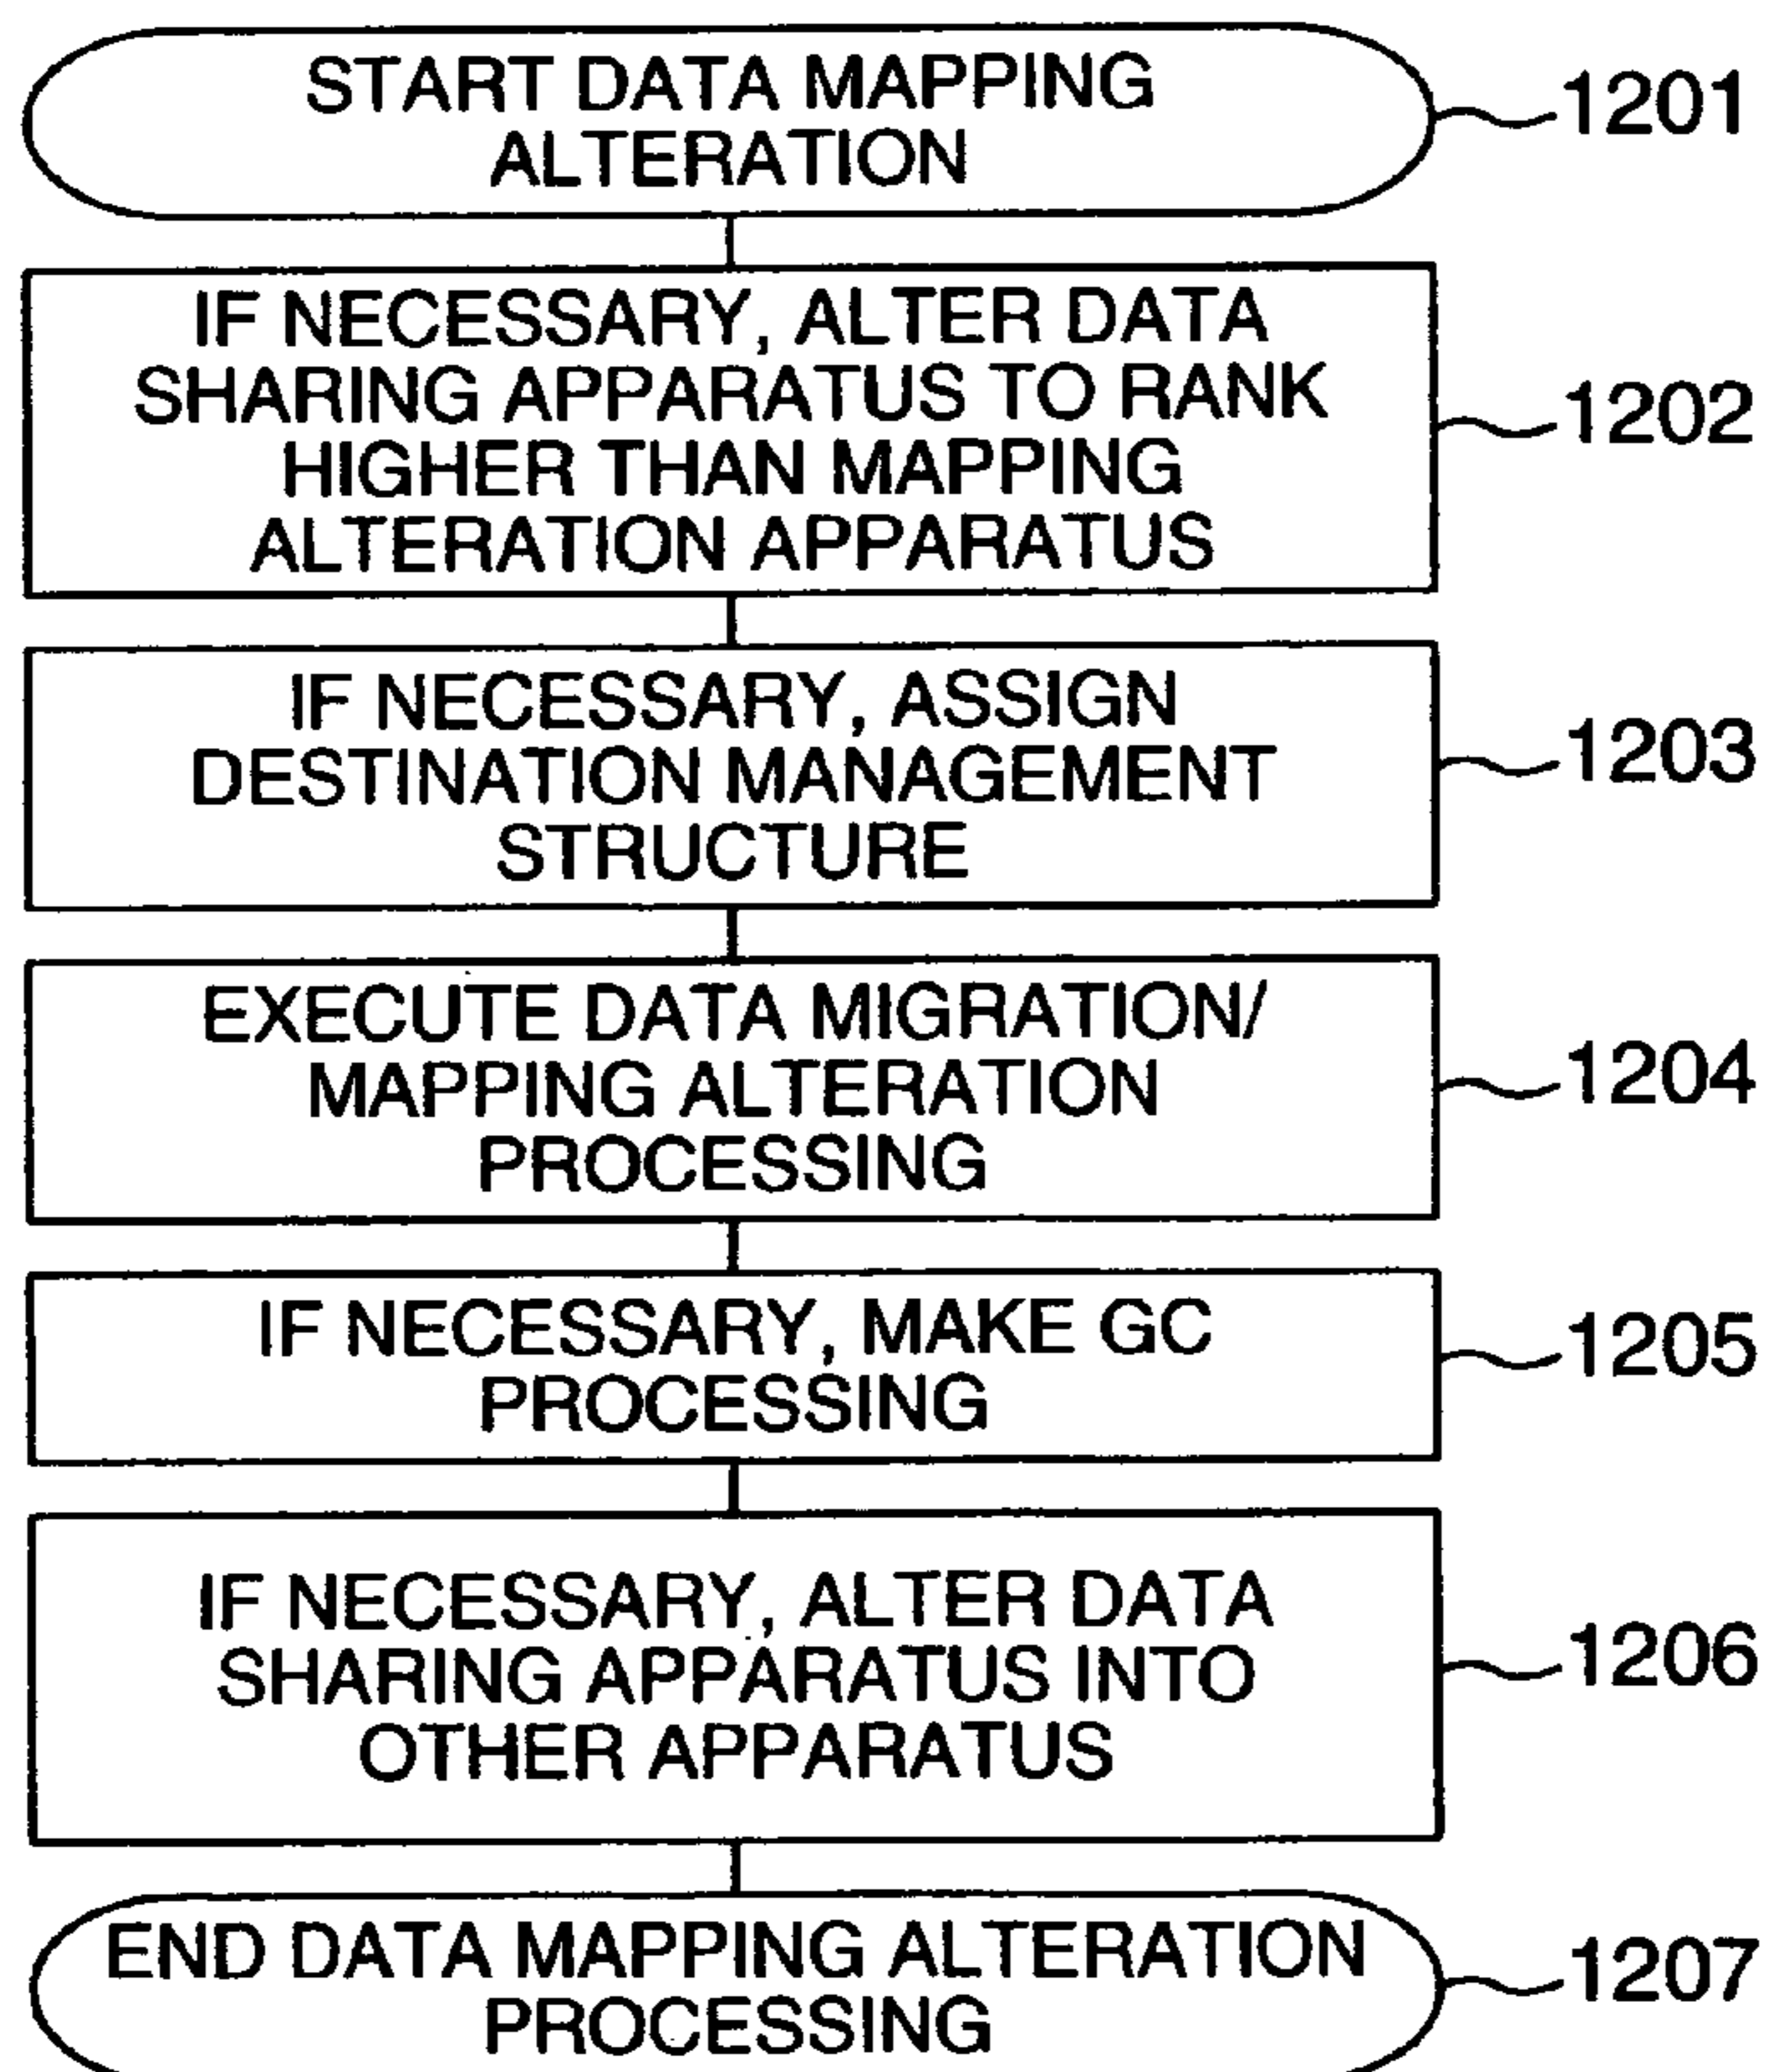 START DATA MAPPING
ALTERATION
1201
IF NECESSARY, ALTER DATA
SHARING APPARATUS TO RANK
HIGHER THAN MAPPING
ALTERATION APPARATUS
1202
IF NECESSARY, ASSIGN
DESTINATION MANAGEMENT
STRUCTURE
1203
EXECUTE DATA MIGRATION/
MAPPING ALTERATION
PROCESSING
1204
IF NECESSARY, MAKE GC
PROCESSING
1205
IF NECESSARY, ALTER DATA
SHARING APPARATUS INTO
OTHER APPARATUS
1206
END DATA MAPPING ALTERATION
PROCESSING
1207